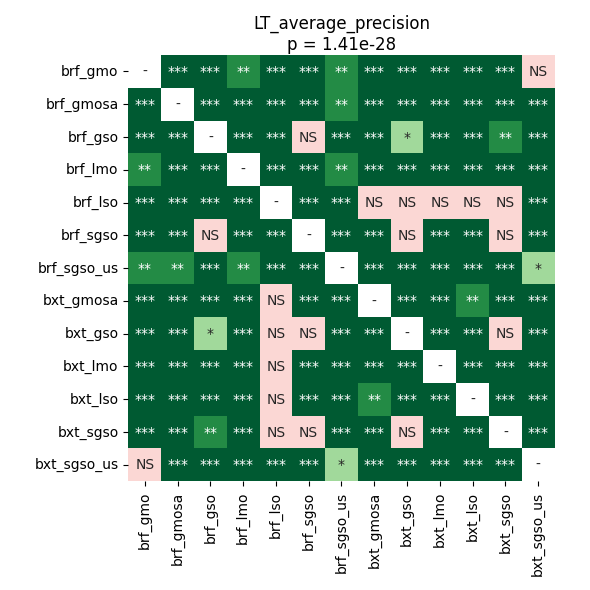 LT_average_precision
p = 1.41e-28
brf_gmo - *** *** ** *** *** ** *** *** *** *** *** NS
brf_gmosa *** - *** *** *** *** ** *** *** *** *** *** ***
brf_gso *** *** - *** *** NS *** *** * *** *** ** ***
brf_lmo ** *** *** - *** *** ** *** *** *** *** *** ***
brf_lso *** *** *** *** - *** *** NS NS NS NS NS ***
brf_sgso *** *** NS *** *** - *** *** NS *** *** NS ***
brf_sgso_us ** ** *** ** *** *** - *** *** *** *** *** *
bxt_gmosa *** *** *** *** NS *** *** - *** *** ** *** ***
bxt_gso *** *** * *** NS NS *** *** - *** *** NS ***
bxt_lmo *** *** *** *** NS *** *** *** *** - *** *** ***
bxt_lso *** *** *** *** NS *** *** ** *** *** - *** ***
bxt_sgso *** *** ** *** NS NS *** *** NS *** *** - ***
bxt_sgso_us NS *** *** *** *** *** * *** *** *** *** *** -
brf_gmo brf_gmosa brf_gso brf_lmo brf_lso brf_sgso brf_sgso_us bxt_gmosa bxt_gso bxt_lmo bxt_lso bxt_sgso bxt_sgso_us